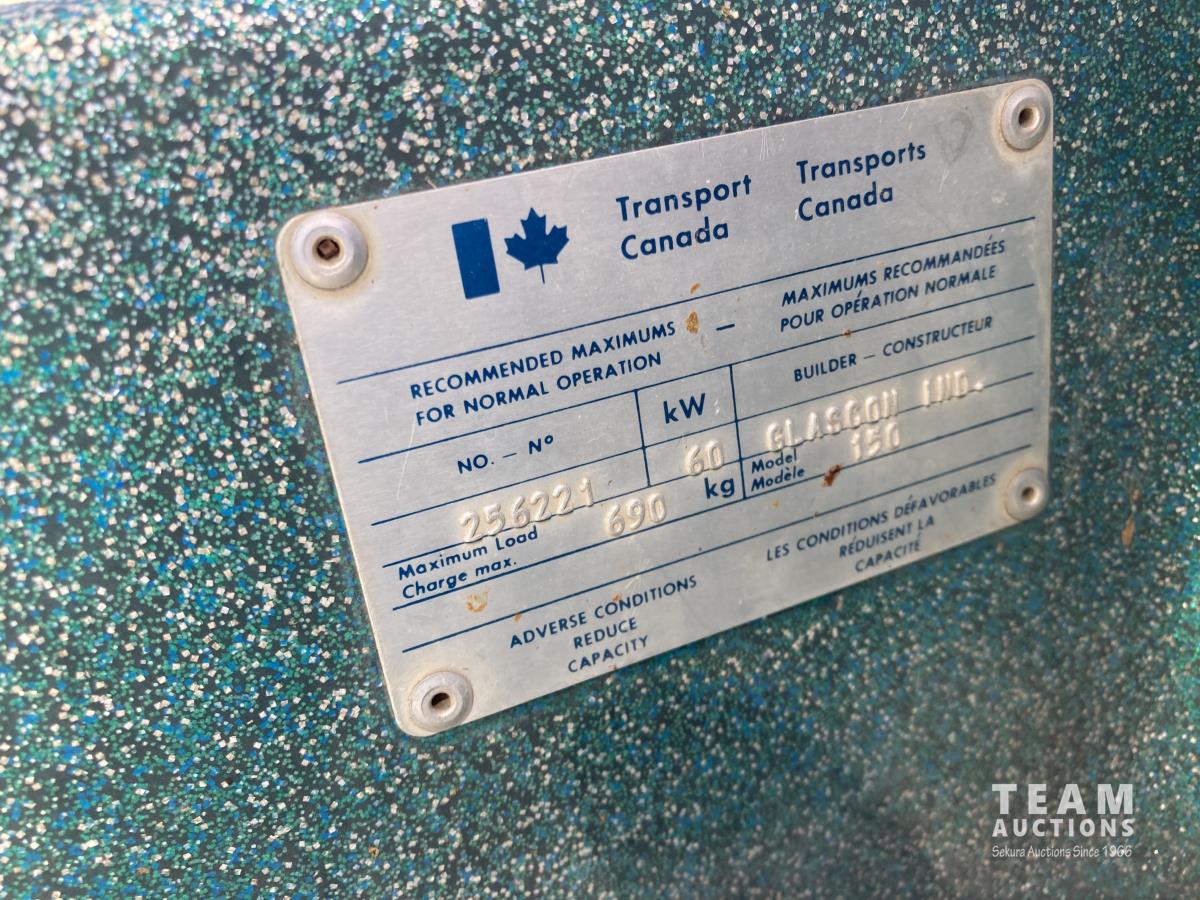 Transport
Canada
Transports
Canada
RECOMMENDED MAXIMUMS
FOR NORMAL OPERATION
—
MAXIMUMS RECOMMANDÉES
POUR OPÉRATION NORMALE
NO. — Nº
kW
BUILDER — CONSTRUCTEUR
256221
60
GLASCON IND.
Maximum Load
Charge max.
690
kg
Model
Modèle
150
ADVERSE CONDITIONS
REDUCE
CAPACITY
LES CONDITIONS DÉFAVORABLES
RÉDUISENT LA
CAPACITÉ
TEAM
AUCTIONS
Sekura Auctions Since 1966